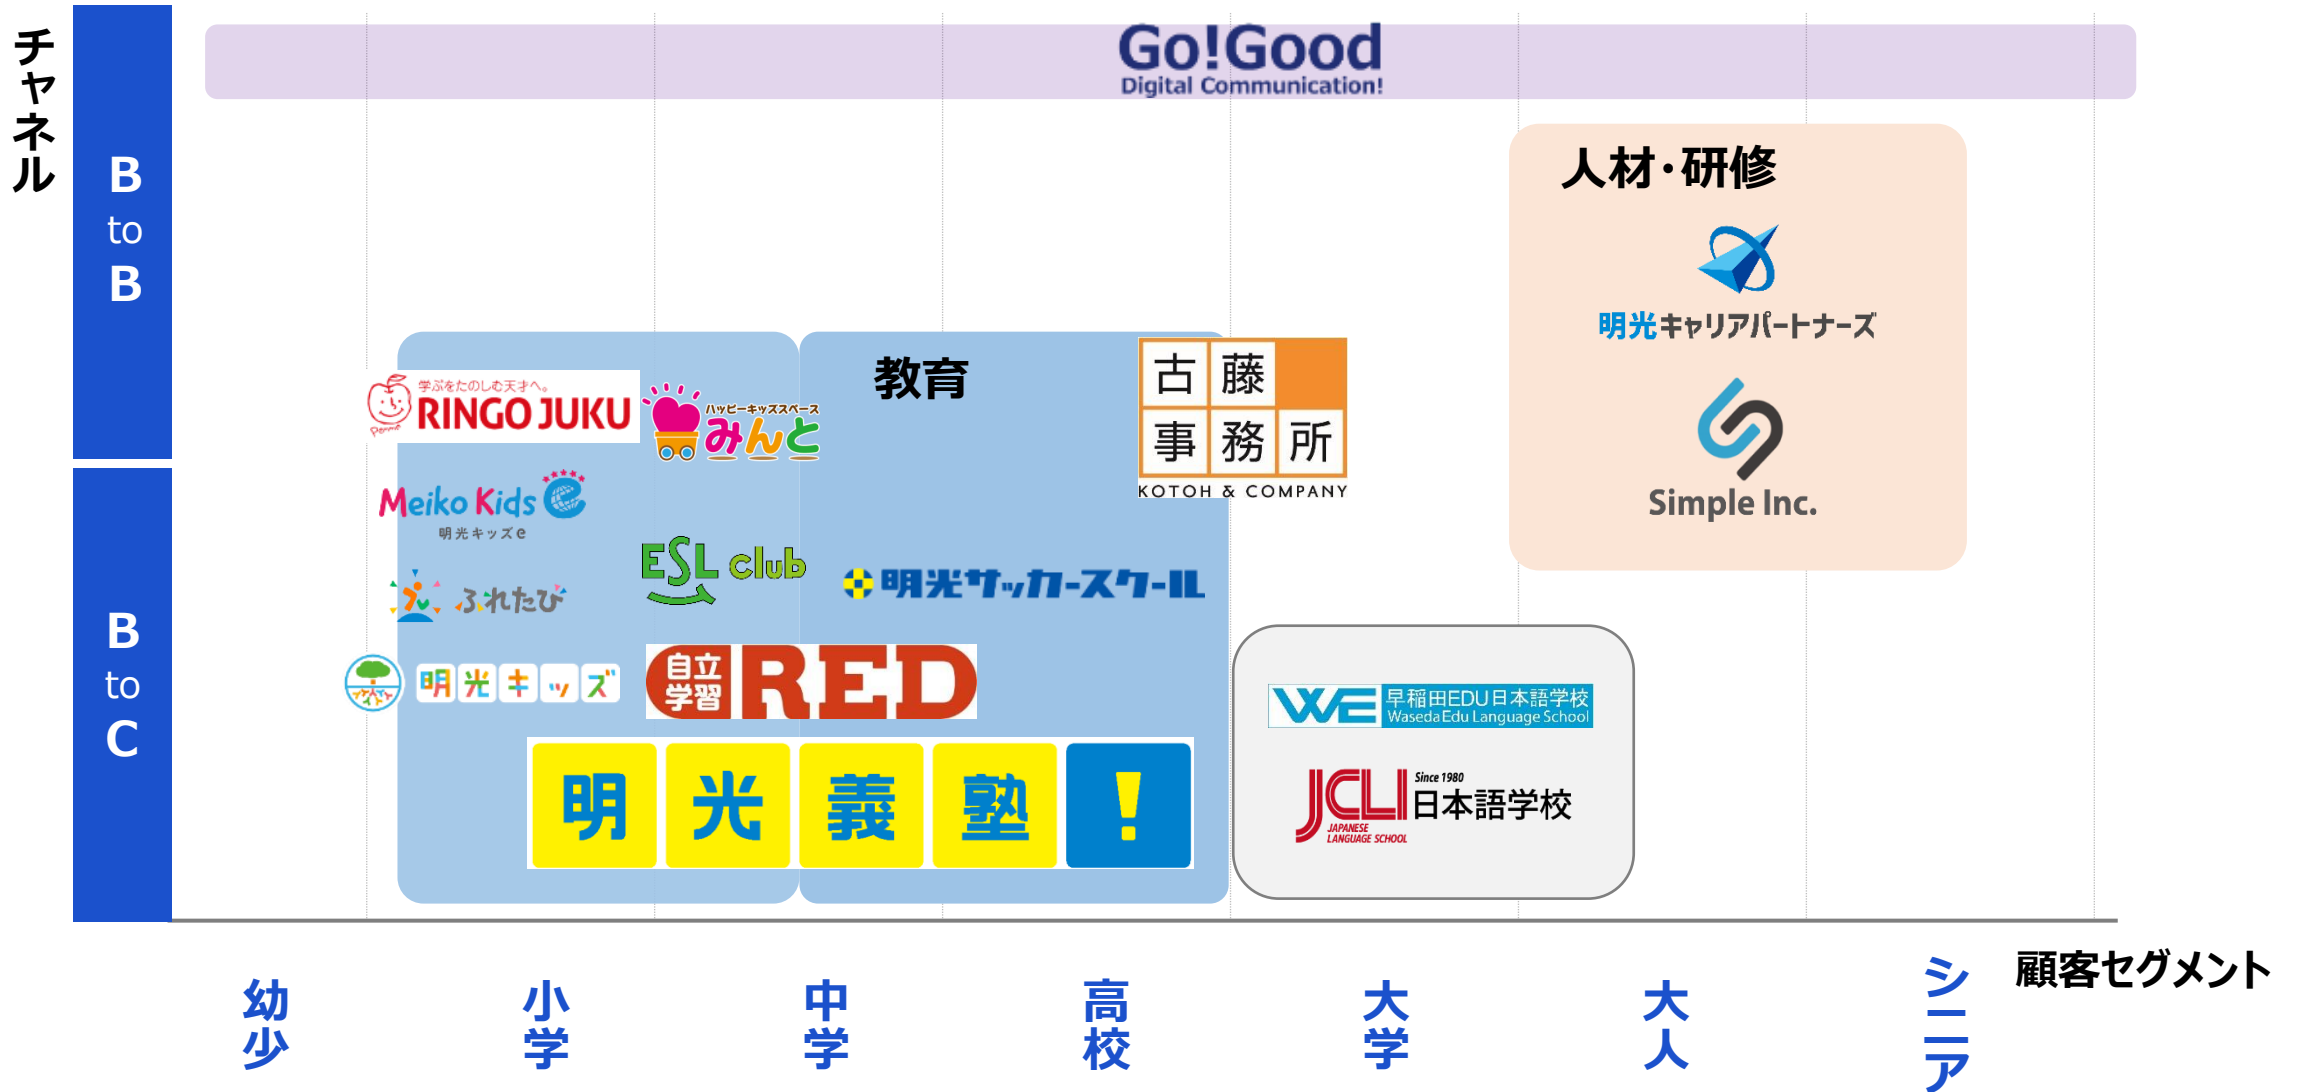 チャネル
Go!Good
Digital Communication!
B
to
B
人材・研修
明光キャリアパートナーズ
Simple Inc.
教育
学ぶをたのしむ天才へ。
RINGO JUKU
Pomme
ハッピーキッズスペース
みんと
古藤
事務所
KOTOH & COMPANY
Meiko Kids e
明光キッズe
ESL club
明光サッカースクール
ふれたび
B
to
C
明光キッズ
自立
学習
RED
WE
早稲田EDU日本語学校
Waseda Edu Language School
明光義塾!
JCLI
Since 1980
日本語学校
JAPANESE
LANGUAGE SCHOOL
顧客セグメント
幼少
小学
中学
高校
大学
大人
シニア